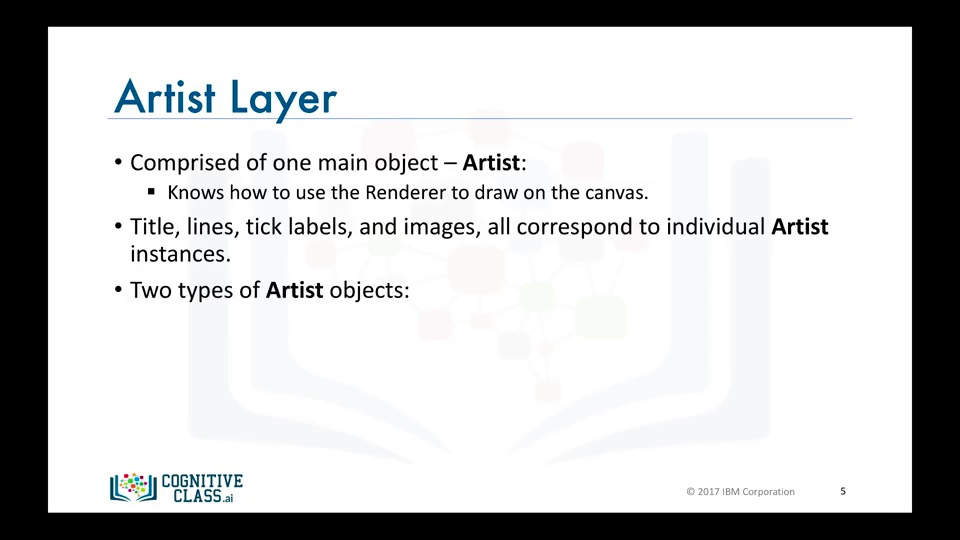 Artist Layer
• Comprised of one main object – Artist:
▪ Knows how to use the Renderer to draw on the canvas.
• Title, lines, tick labels, and images, all correspond to individual Artist
instances.
• Two types of Artist objects:
COGNITIVE
CLASS.ai
© 2017 IBM Corporation 5